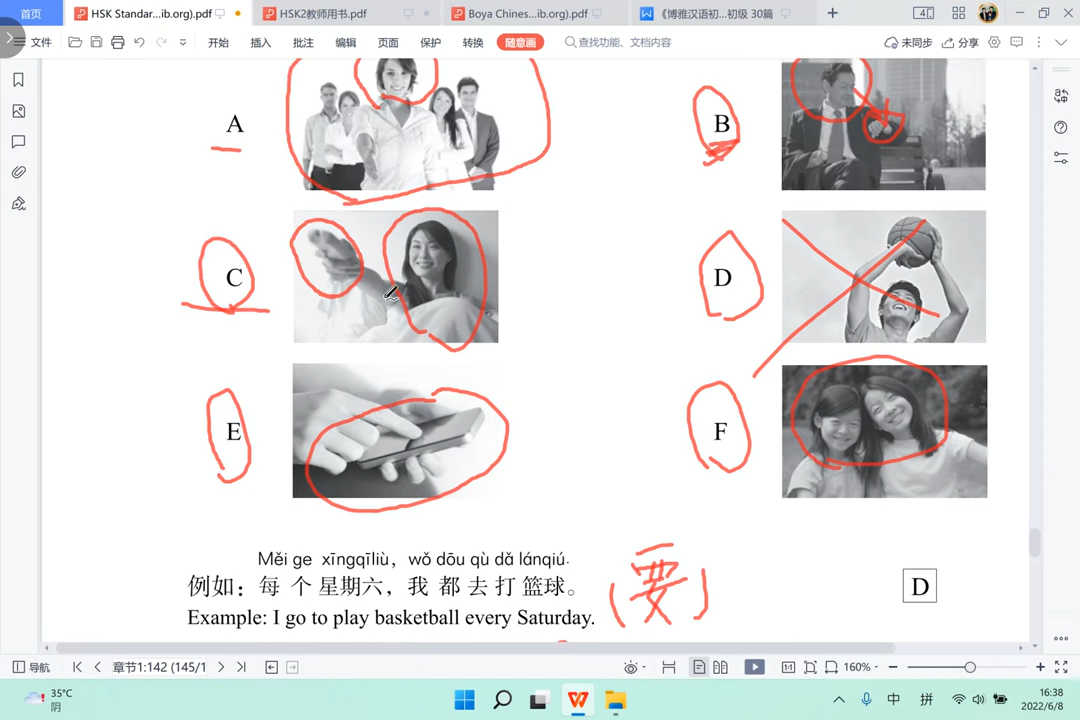 首页 HSK Standar...ib.org).pdf HSK2教师用书.pdf Boya Chines...ib.org).pdf 《博雅汉语初...初级 30篇 4
文件 开始 插入 批注 编辑 页面 保护 转换 随意画 查找功能、文档内容 未同步 分享
A B
C D
E F
Měi ge xīngqīliù, wǒ dōu qù dǎ lánqiú.
例如：每 个 星期六，我 都 去 打 篮球。 (要) D
Example: I go to play basketball every Saturday.
导航 章节1:142 (145/1 160%
35°C
阴
中 拼 16:38
2022/6/8